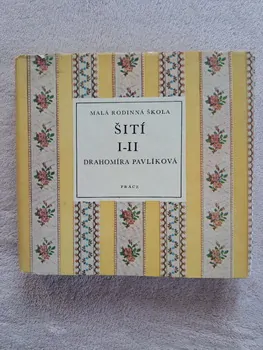 MALÁ RODINNÁ ŠKOLA
ŠITÍ
I-II
DRAHOMÍRA PAVLÍKOVÁ
PRÁCE